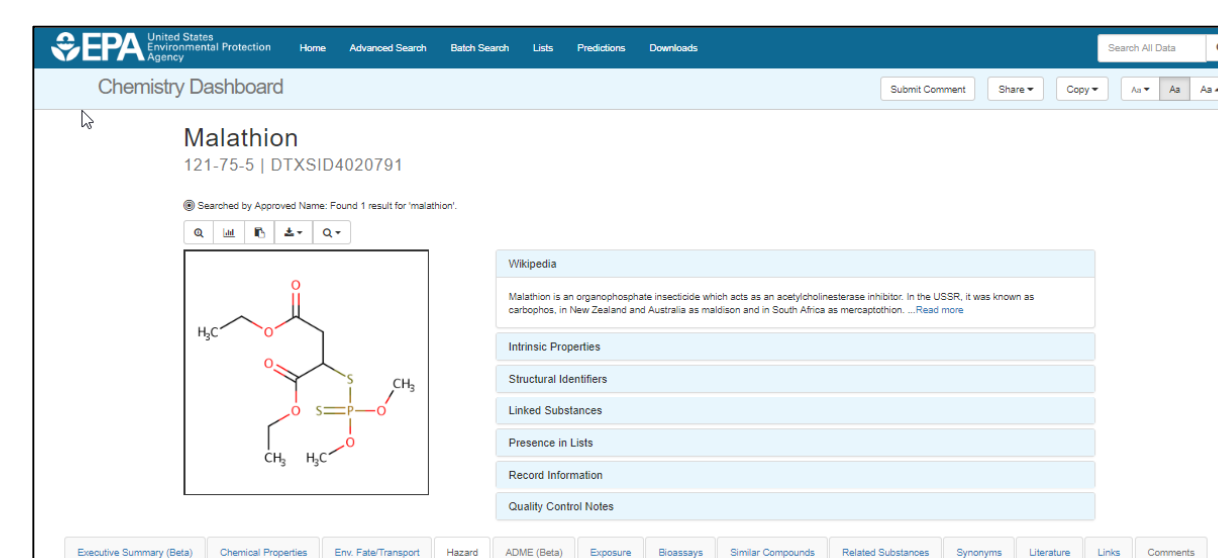 EPA
United States
Environmental Protection
Agency
Home Advanced Search Batch Search Lists Predictions Downloads
Search All Data
Chemistry Dashboard
Submit Comment Share Copy Aa Aa Aa
Malathion
121-75-5 | DTXSID4020791
Searched by Approved Name: Found 1 result for 'malathion'.
Wikipedia
Malathion is an organophosphate insecticide which acts as an acetylcholinesterase inhibitor. In the USSR, it was known as
carbophos, in New Zealand and Australia as maldison and in South Africa as mercaptothion. ...Read more
Intrinsic Properties
Structural Identifiers
Linked Substances
Presence in Lists
Record Information
Quality Control Notes
O
H3C O
O
S CH3
O S P O
O
CH3 H3C
Executive Summary (Beta) Chemical Properties Env. Fate/Transport Hazard ADME (Beta) Exposure Bioassays Similar Compounds Related Substances Synonyms Literature Links Comments